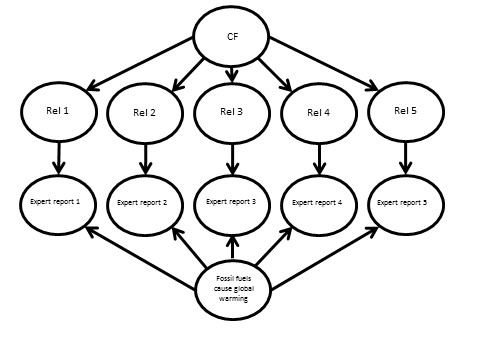 CF
Rel 1
Rel 2
Rel 3
Rel 4
Rel 5
Expert report 1
Expert report 2
Expert report 3
Expert report 4
Expert report 5
Fossil fuels
cause global
warming